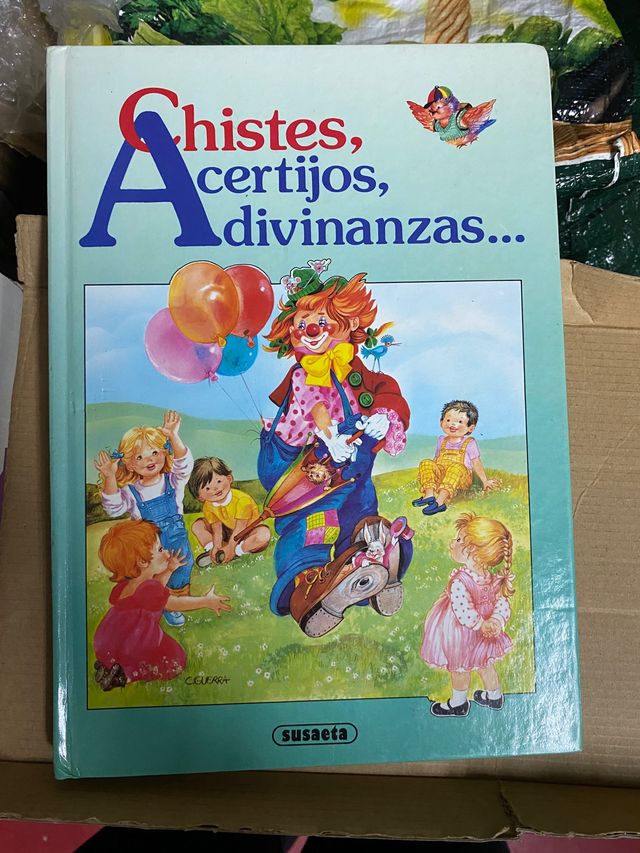 Chistes,
Acertijos,
Adivinanzas...
C.GUERRA
susaeta